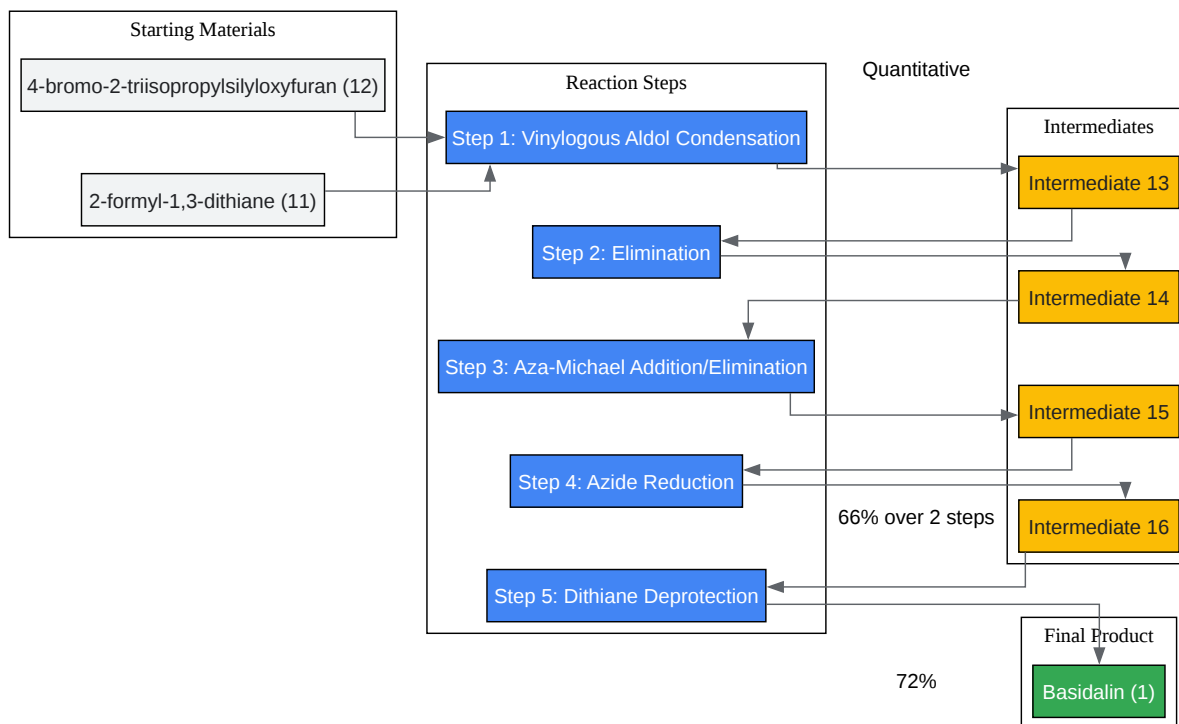 Starting Materials
4-bromo-2-triisopropylsilyloxyfuran (12)
2-formyl-1,3-dithiane (11)
Reaction Steps
Step 1: Vinylogous Aldol Condensation
Step 2: Elimination
Step 3: Aza-Michael Addition/Elimination
Step 4: Azide Reduction
Step 5: Dithiane Deprotection
Quantitative
66% over 2 steps
72%
Intermediates
Intermediate 13
Intermediate 14
Intermediate 15
Intermediate 16
Final Product
Basidalin (1)